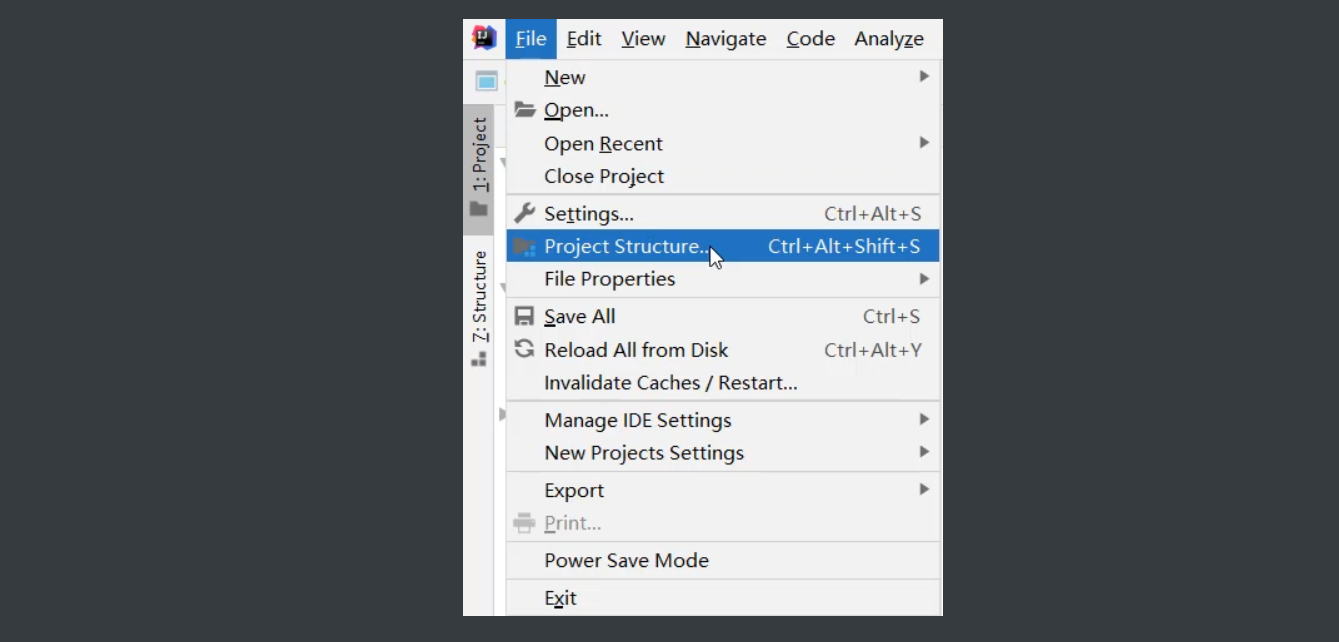 IJ
File Edit View Navigate Code Analyze
New
Open...
Open Recent
Close Project
Settings... Ctrl+Alt+S
Project Structure... Ctrl+Alt+Shift+S
File Properties
Save All Ctrl+S
Reload All from Disk Ctrl+Alt+Y
Invalidate Caches / Restart...
Manage IDE Settings
New Projects Settings
Export
Print...
Power Save Mode
Exit
1: Project
7: Structure